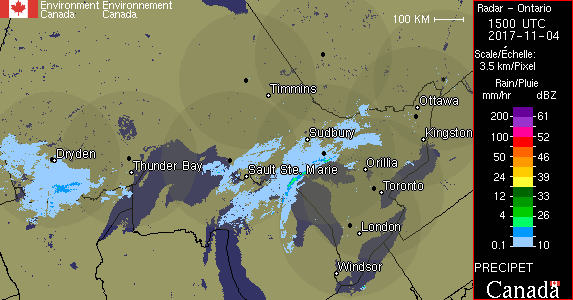 Environment Environnement
Canada Canada
100 KM
Timmins
Ottawa
Sudbury
Kingston
Dryden
Thunder Bay
Sault Ste. Marie
Orillia
Toronto
London
Windsor
Radar - Ontario
1500 UTC
2017-11-04
Scale/Échelle:
3.5 km/Pixel
Rain/Pluie
mm/hr dBZ
200 61
100 52
50 46
24 39
12 33
4 26
0.1 10
PRECIPET
Canada